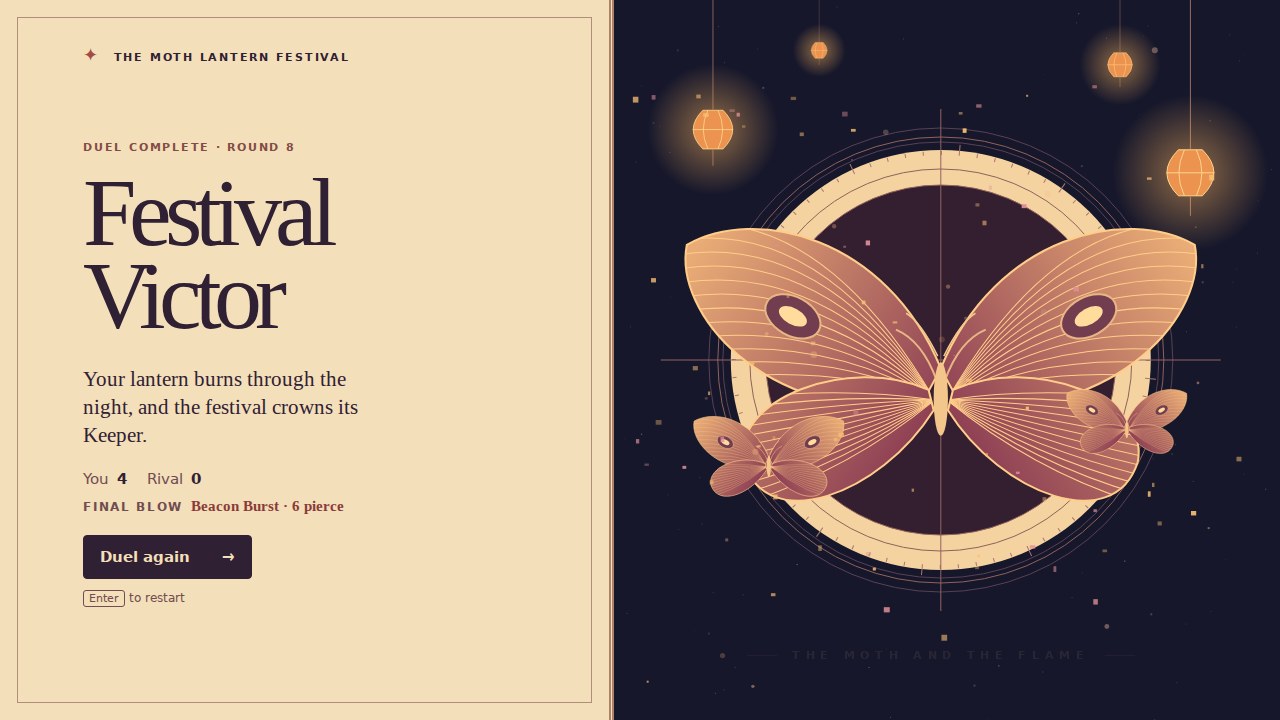 ✦ THE MOTH LANTERN FESTIVAL
DUEL COMPLETE · ROUND 8
Festival
Victor
Your lantern burns through the
night, and the festival crowns its
Keeper.
You 4 Rival 0
FINAL BLOW Beacon Burst · 6 pierce
Duel again →
Enter to restart
THE MOTH AND THE FLAME